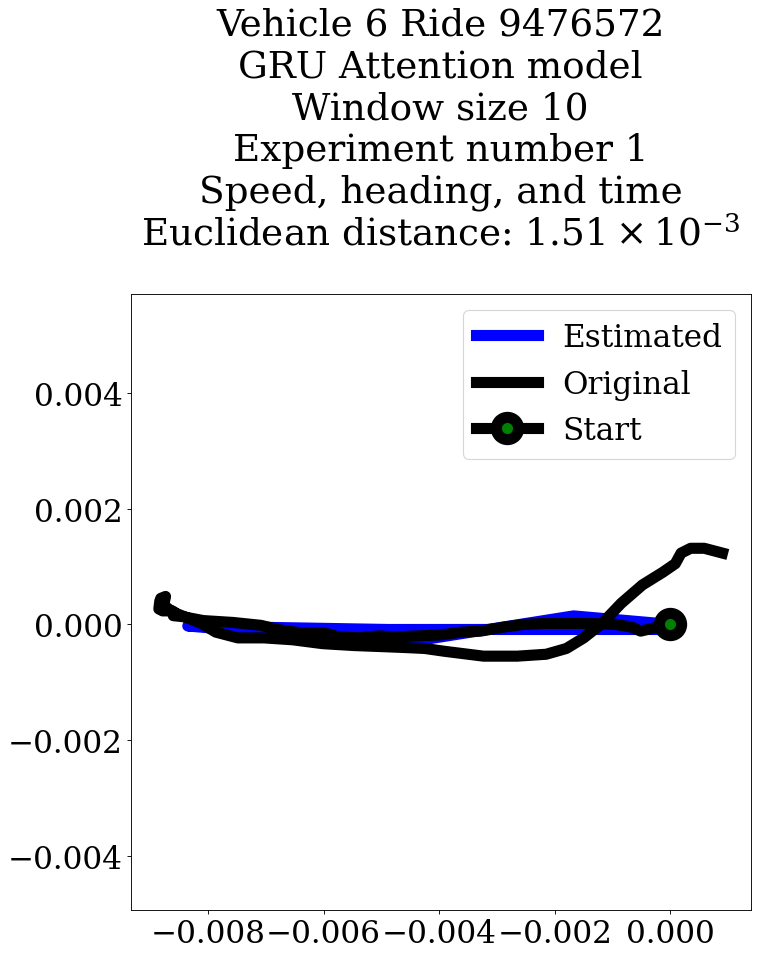 Vehicle 6 Ride 9476572
GRU Attention model
Window size 10
Experiment number 1
Speed, heading, and time
Euclidean distance: 1.51 × 10⁻³
Estimated
Original
Start
0.004
0.002
0.000
−0.002
−0.004
−0.008 −0.006 −0.004 −0.002 0.000